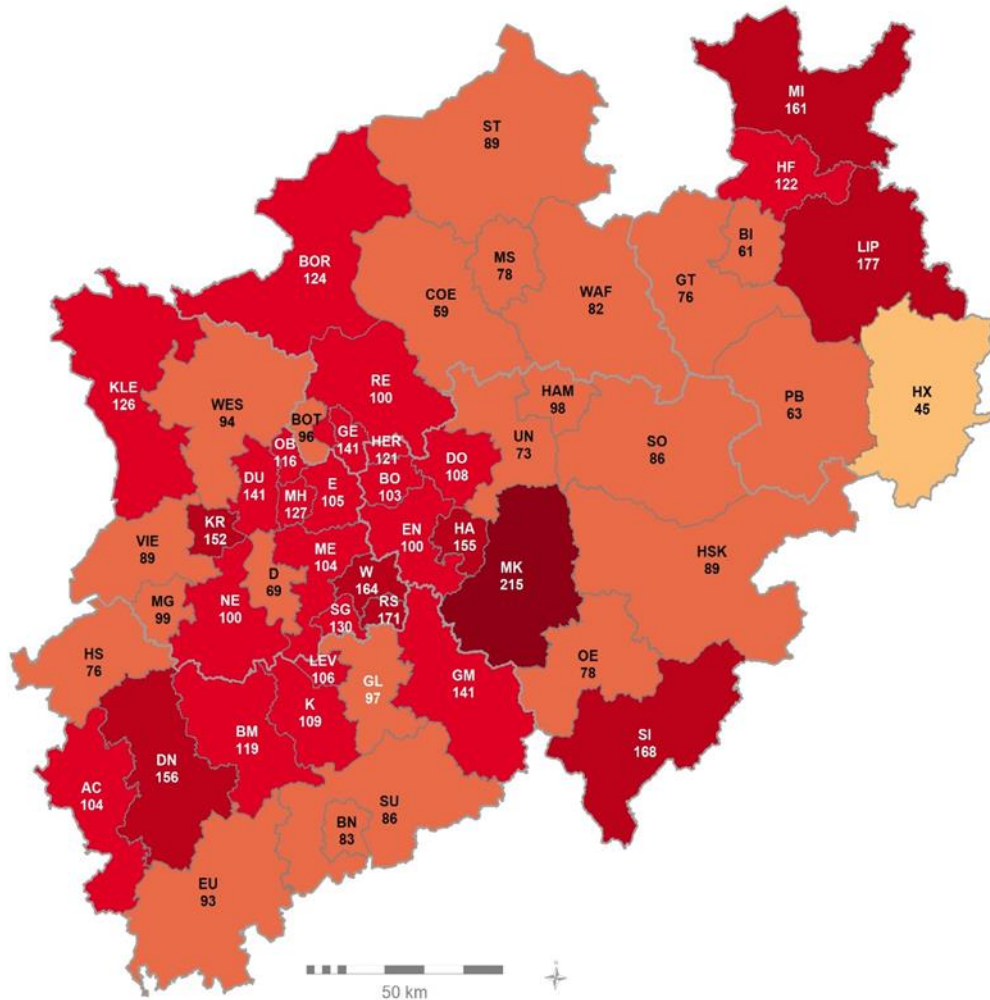 MI
161
ST
89
HF
122
BI
61
LIP
177
BOR
124
MS
78
COE
59
WAF
82
GT
76
KLE
126
WES
94
RE
100
HAM
98
PB
63
HX
45
BOT
96
GE
141
HER
121
OB
116
UN
73
SO
86
DO
108
DU
141
MH
127
E
105
BO
103
KR
152
EN
100
HA
155
VIE
89
ME
104
HSK
89
MK
215
D
69
W
164
MG
99
NE
100
SG
130
RS
171
HS
76
OE
78
LEV
106
GL
97
GM
141
K
109
BM
119
SI
168
DN
156
AC
104
SU
86
BN
83
EU
93
N
50 km